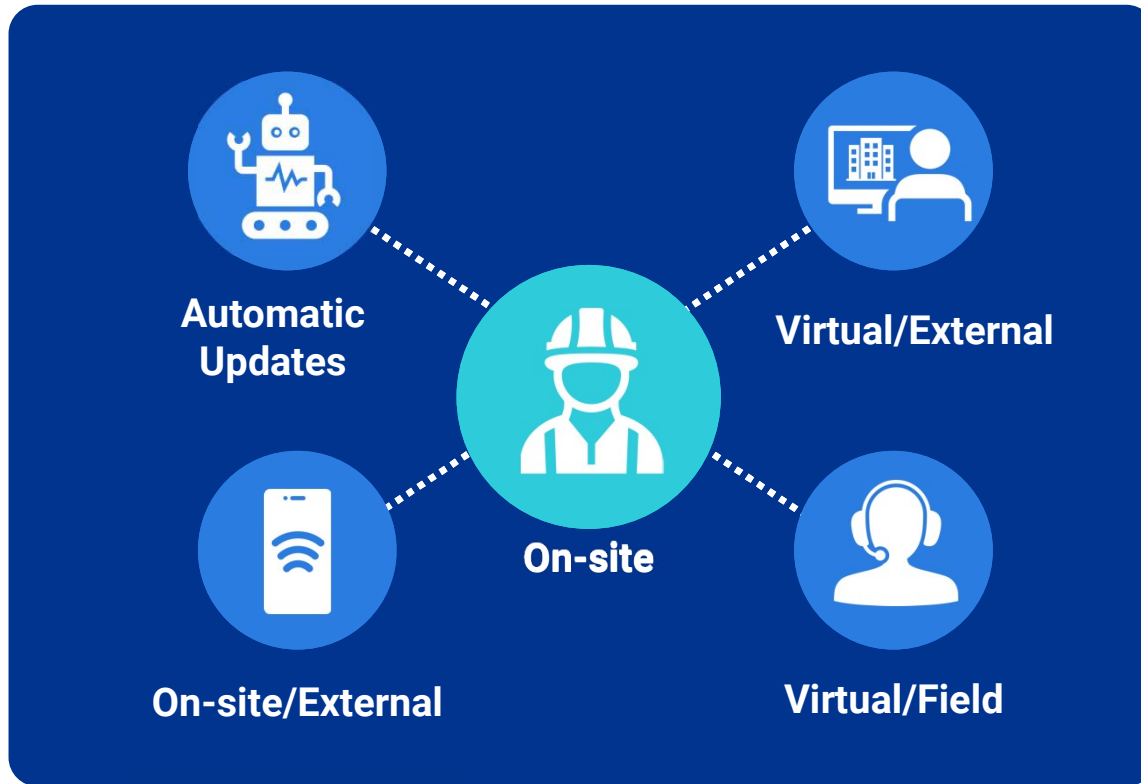 Automatic
Updates
Virtual/External
On-site
On-site/External
Virtual/Field